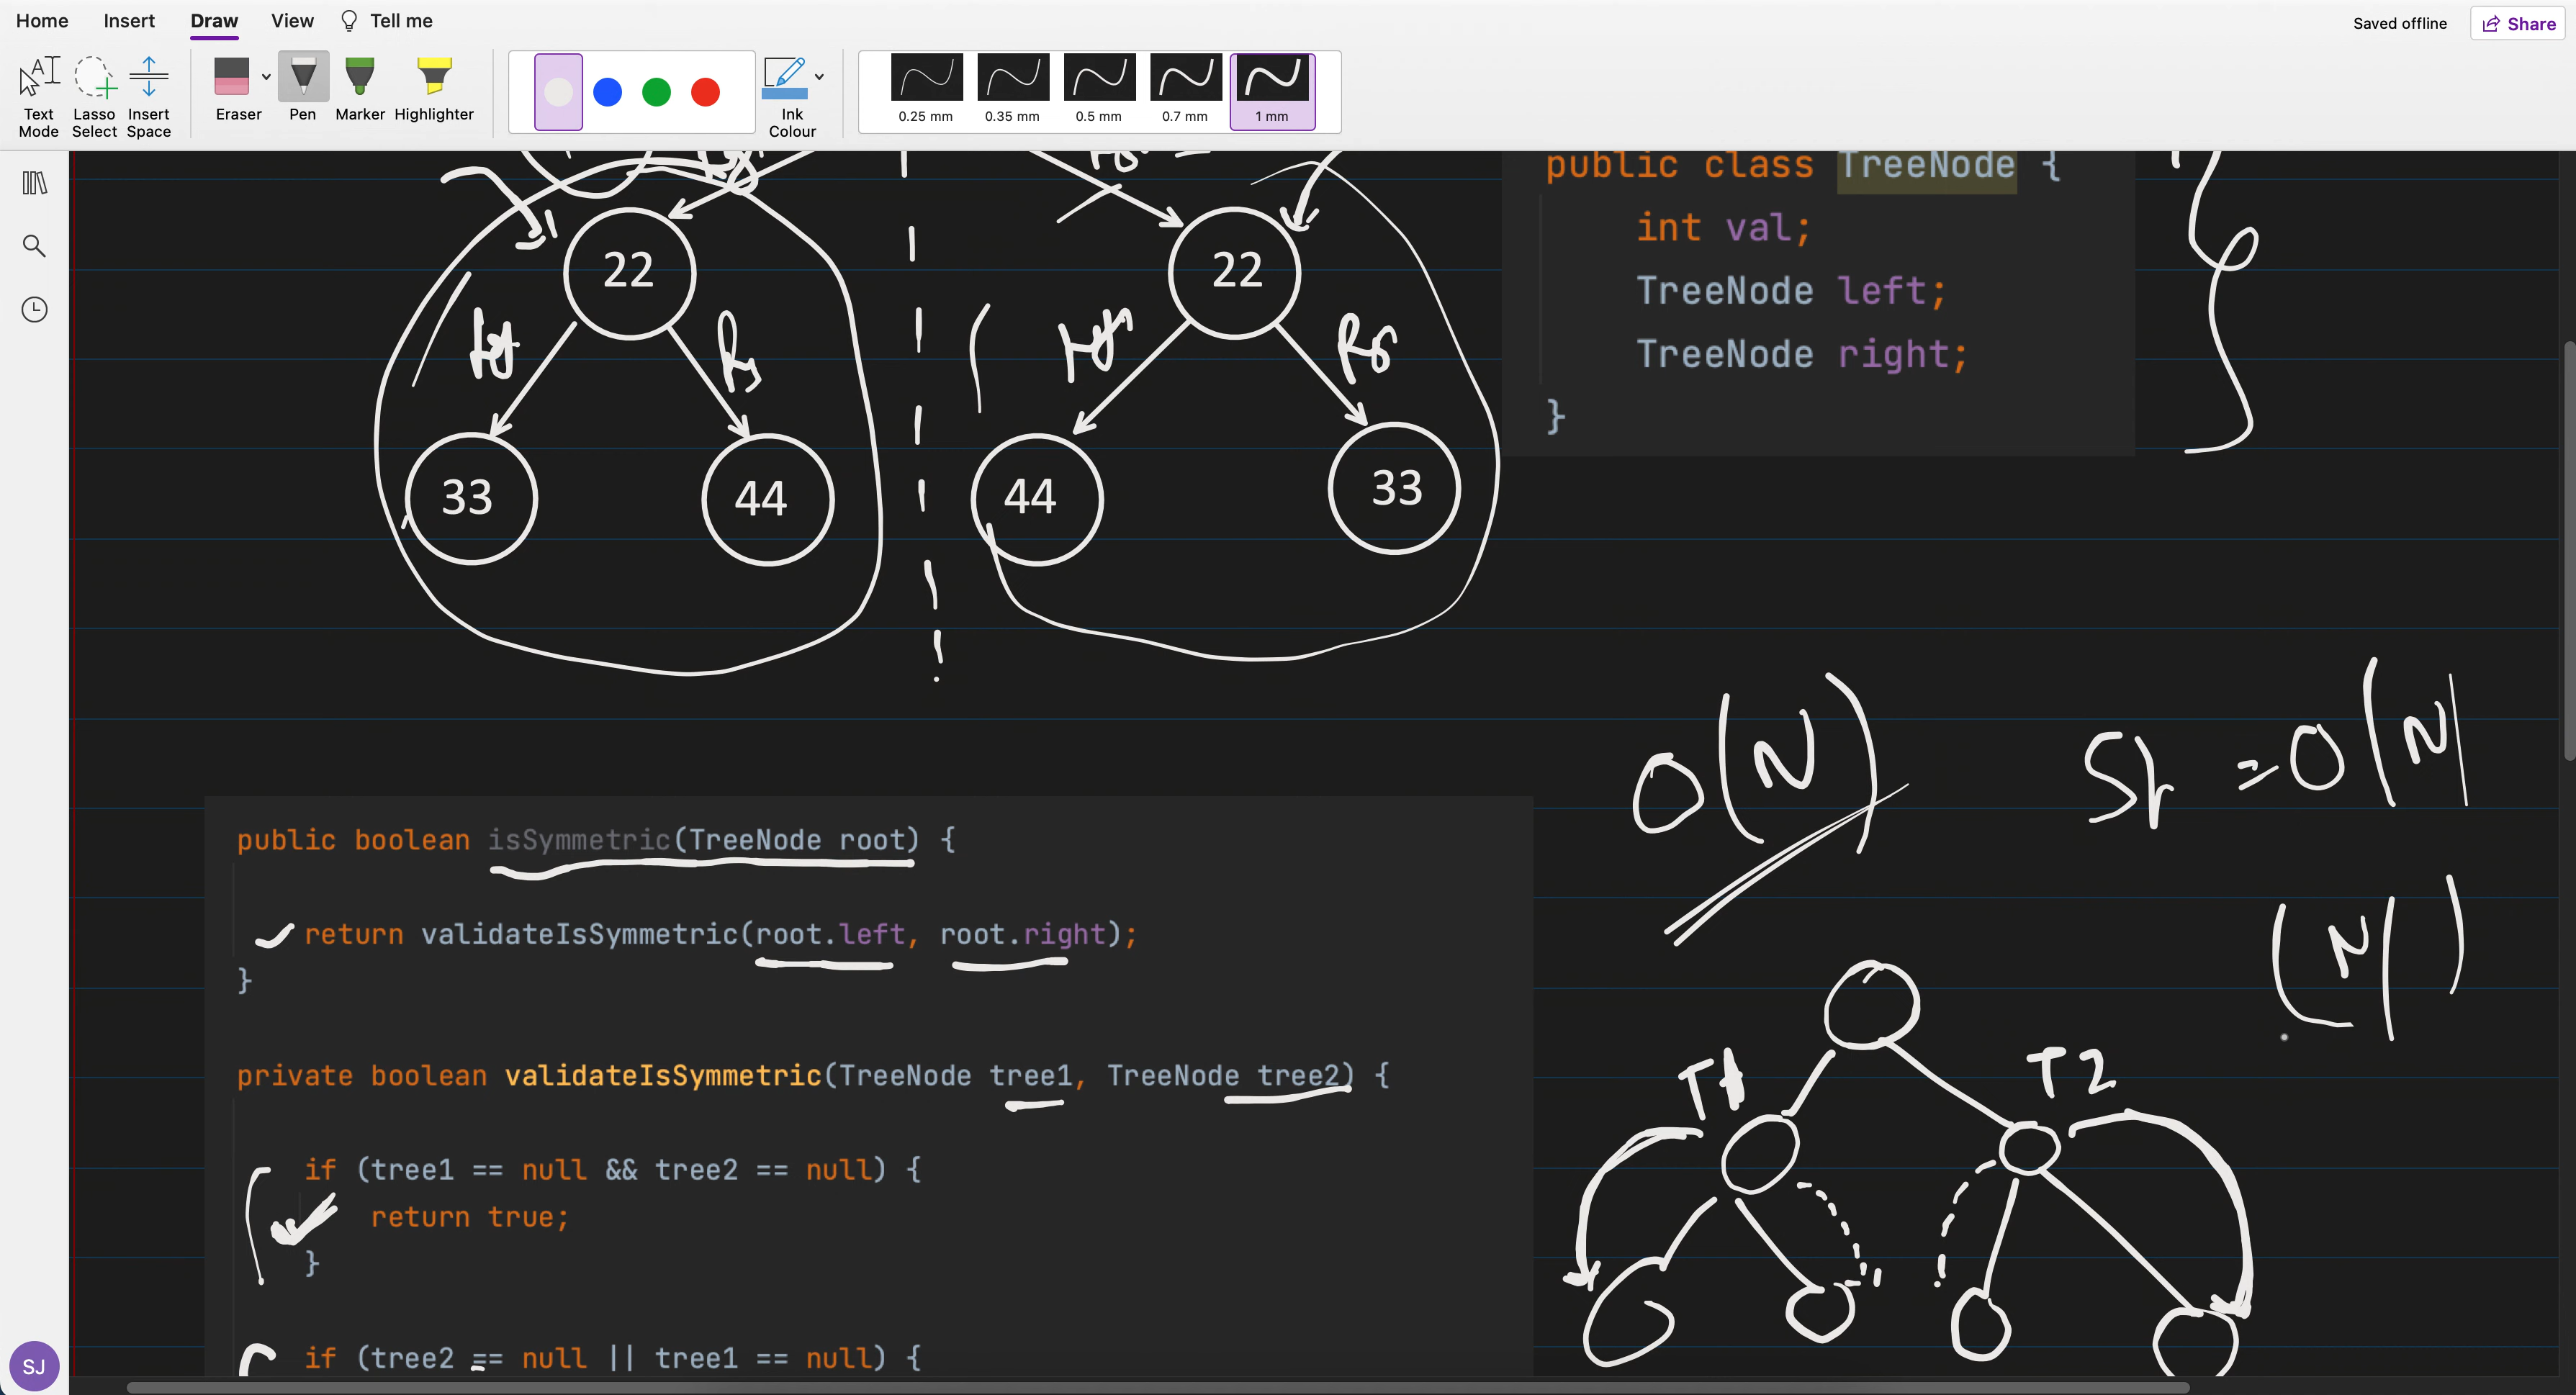 Home Insert Draw View Tell me
Saved offline Share
Text Mode
Lasso Select
Insert Space
Eraser Pen Marker Highlighter
Ink Colour
0.25 mm 0.35 mm 0.5 mm 0.7 mm 1 mm
22 22
33 44 44 33
public class TreeNode {
int val;
TreeNode left;
TreeNode right;
}
O(N)
= O(N
(N)
T1 T2
public boolean isSymmetric(TreeNode root) {
return validateIsSymmetric(root.left, root.right);
}
private boolean validateIsSymmetric(TreeNode tree1, TreeNode tree2) {
if (tree1 == null && tree2 == null) {
return true;
}
if (tree2 == null || tree1 == null) {
SJ